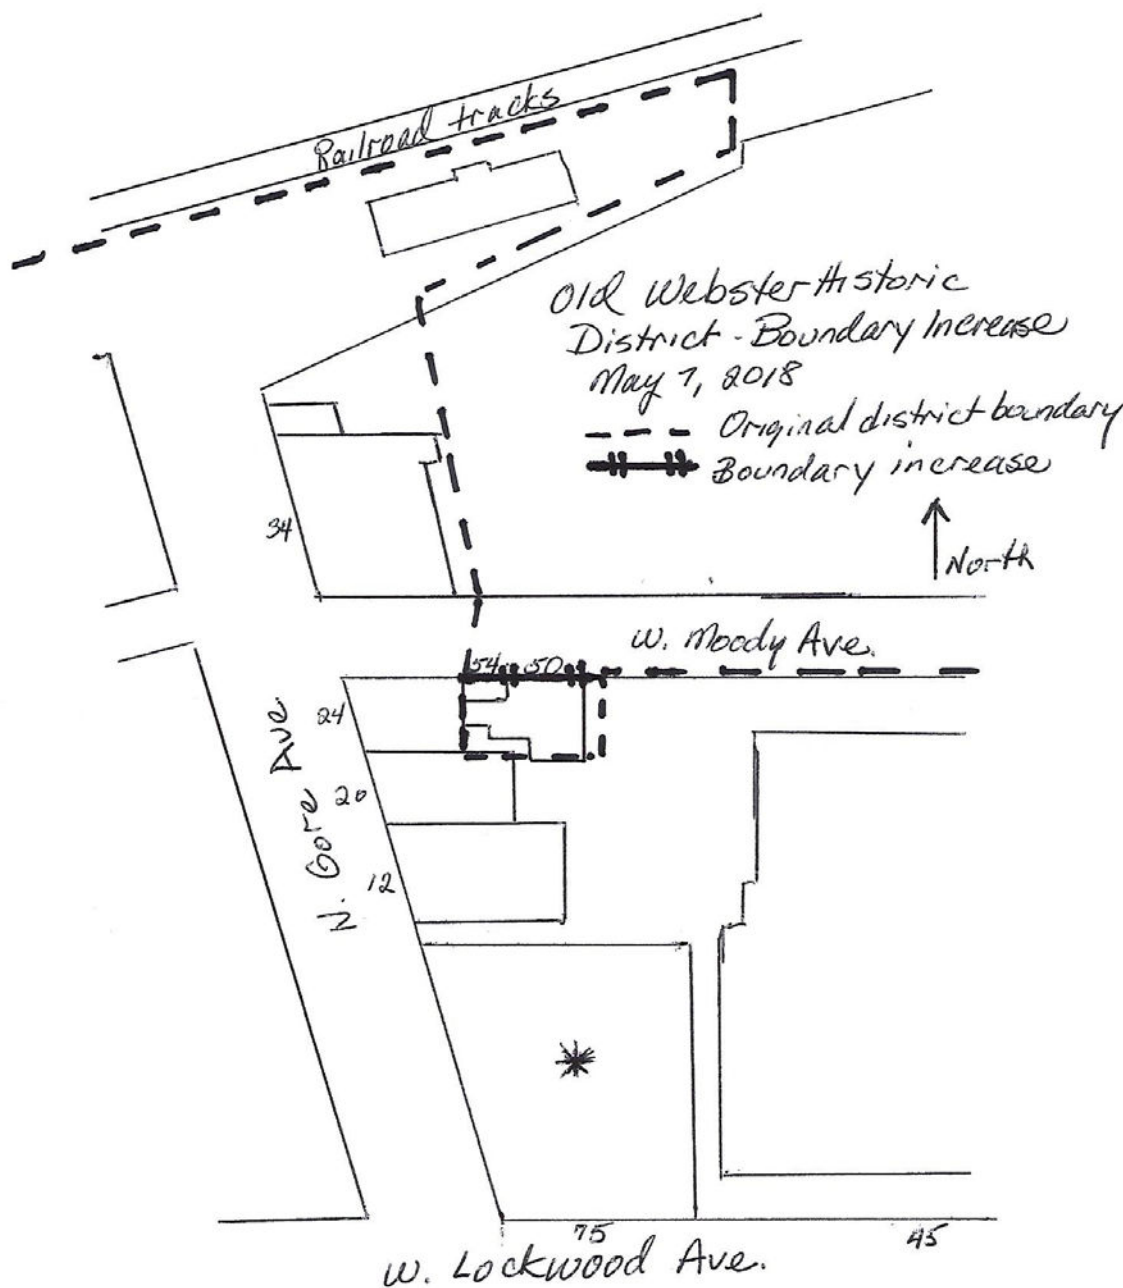 Railroad tracks
Old Webster Historic
District - Boundary Increase
May 7, 2018
Original district boundary
Boundary increase
North
34
W. Moody Ave.
54 50
24
N. Gore Ave
20
12
75
45
W. Lockwood Ave.